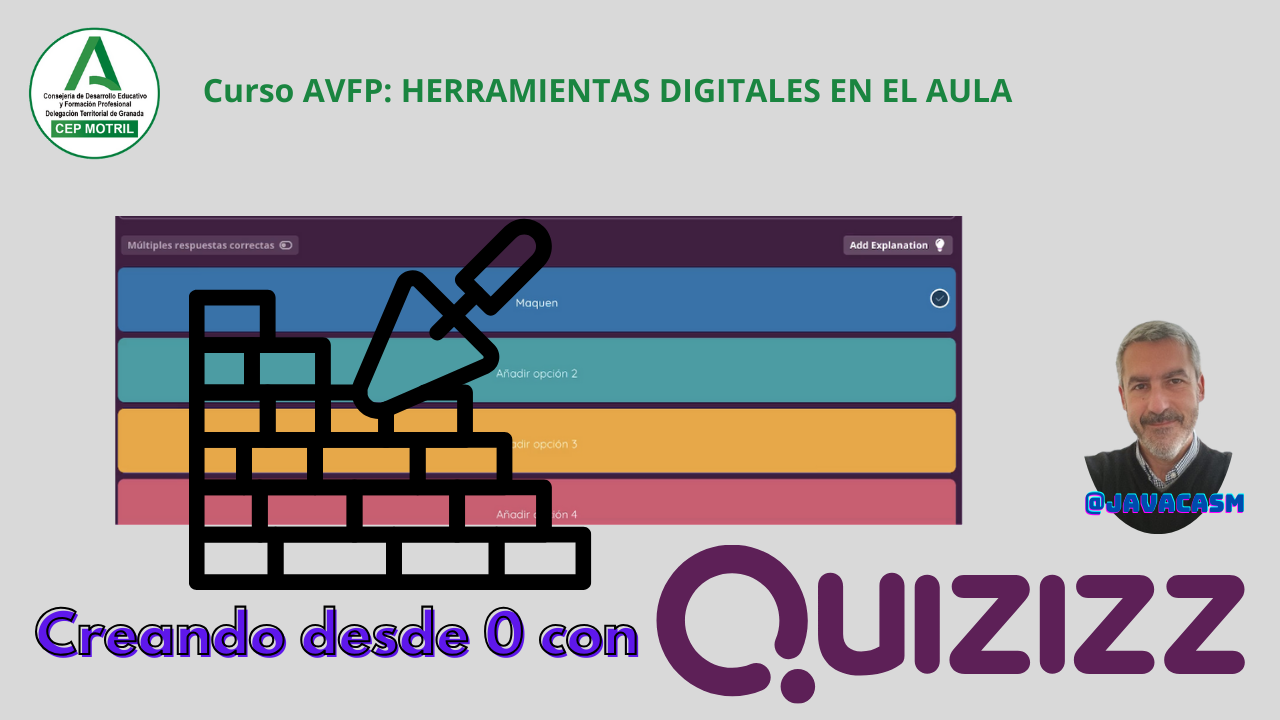 Consejería de Desarrollo Educativo
y Formación Profesional
Delegación Territorial de Granada
CEP MOTRIL
Curso AVFP: HERRAMIENTAS DIGITALES EN EL AULA
Múltiples respuestas correctas
Add Explanation
Maquen
Añadir opción 2
Añadir opción 3
Añadir opción 4
@JAVACASM
Creando desde 0 con
QUIZIZZ